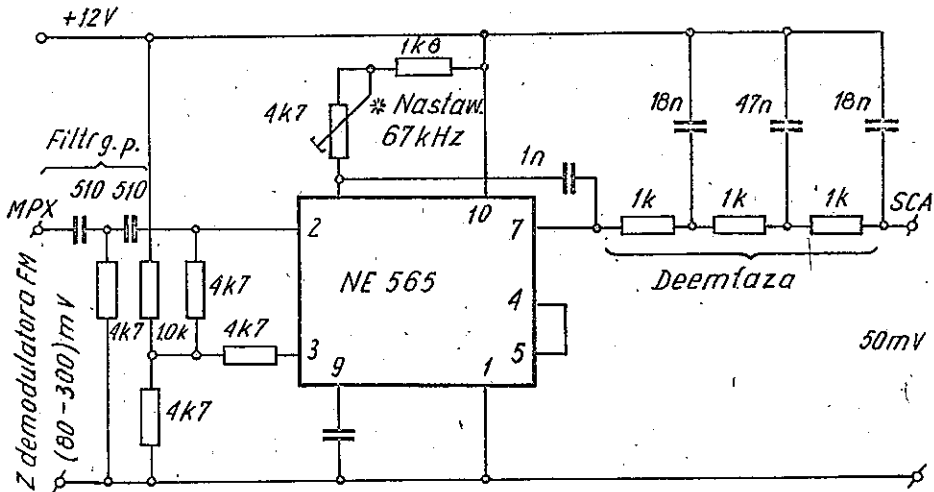 +12V
1k8
4k7
* Nastaw.
67kHz
18n
47n
18n
Filtr g.p.
510
510
1n
MPX
2
10
7
1k
1k
1k
SCA
NE 565
Deemfaza
4k7
4k7
10k
4k7
3
4
5
9
1
4k7
50mV
Z demodulatora FM
(80-300)mV